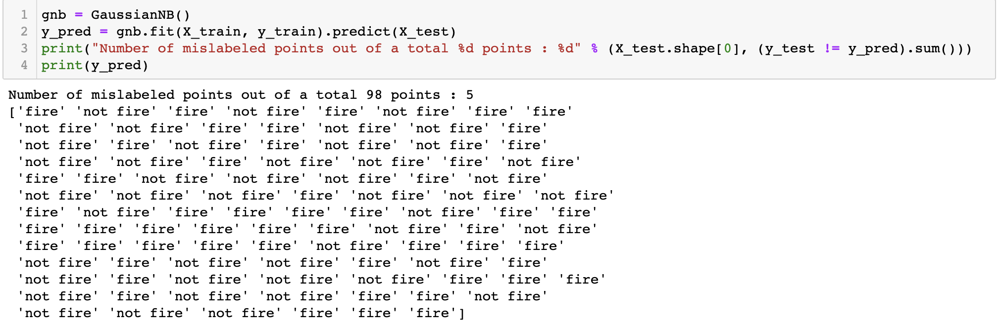 1 gnb = GaussianNB()
2 y_pred = gnb.fit(X_train, y_train).predict(X_test)
3 print("Number of mislabeled points out of a total %d points : %d" % (X_test.shape[0], (y_test != y_pred).sum()))
4 print(y_pred)
Number of mislabeled points out of a total 98 points : 5
['fire' 'not fire' 'fire' 'not fire' 'fire' 'not fire' 'fire' 'fire'
 'not fire' 'not fire' 'fire' 'fire' 'not fire' 'not fire' 'fire'
 'not fire' 'fire' 'not fire' 'fire' 'not fire' 'not fire' 'fire'
 'not fire' 'not fire' 'fire' 'not fire' 'not fire' 'fire' 'not fire'
 'fire' 'fire' 'not fire' 'not fire' 'not fire' 'fire' 'not fire'
 'not fire' 'not fire' 'not fire' 'fire' 'not fire' 'not fire' 'not fire'
 'fire' 'not fire' 'fire' 'fire' 'fire' 'fire' 'not fire' 'fire' 'fire'
 'fire' 'fire' 'fire' 'fire' 'fire' 'fire' 'not fire' 'fire' 'not fire'
 'fire' 'fire' 'fire' 'fire' 'fire' 'not fire' 'fire' 'fire' 'fire'
 'not fire' 'fire' 'not fire' 'not fire' 'fire' 'not fire' 'fire'
 'not fire' 'fire' 'not fire' 'not fire' 'not fire' 'fire' 'fire' 'fire'
 'not fire' 'fire' 'not fire' 'not fire' 'fire' 'fire' 'not fire'
 'not fire' 'not fire' 'not fire' 'fire' 'fire' 'fire']